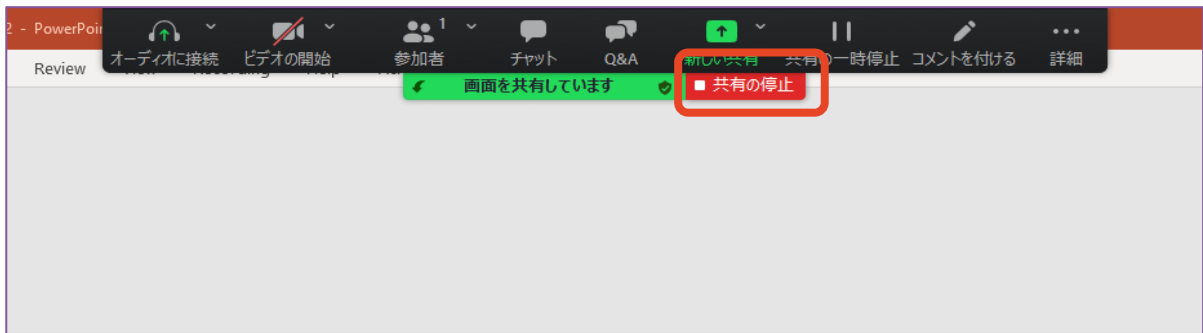 2 - PowerPoi
オーディオに接続 ビデオの開始 参加者 1 チャット Q&A 新しい共有 共有の一時停止 コメントを付ける 詳細
Review
画面を共有しています 共有の停止